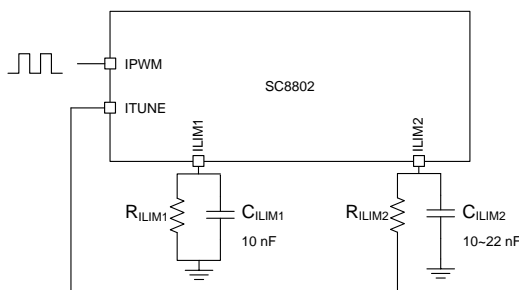 IPWM
SC8802
ITUNE
ILIM1
ILIM2
RILIM1
CILIM1
10 nF
RILIM2
CILIM2
10~22 nF